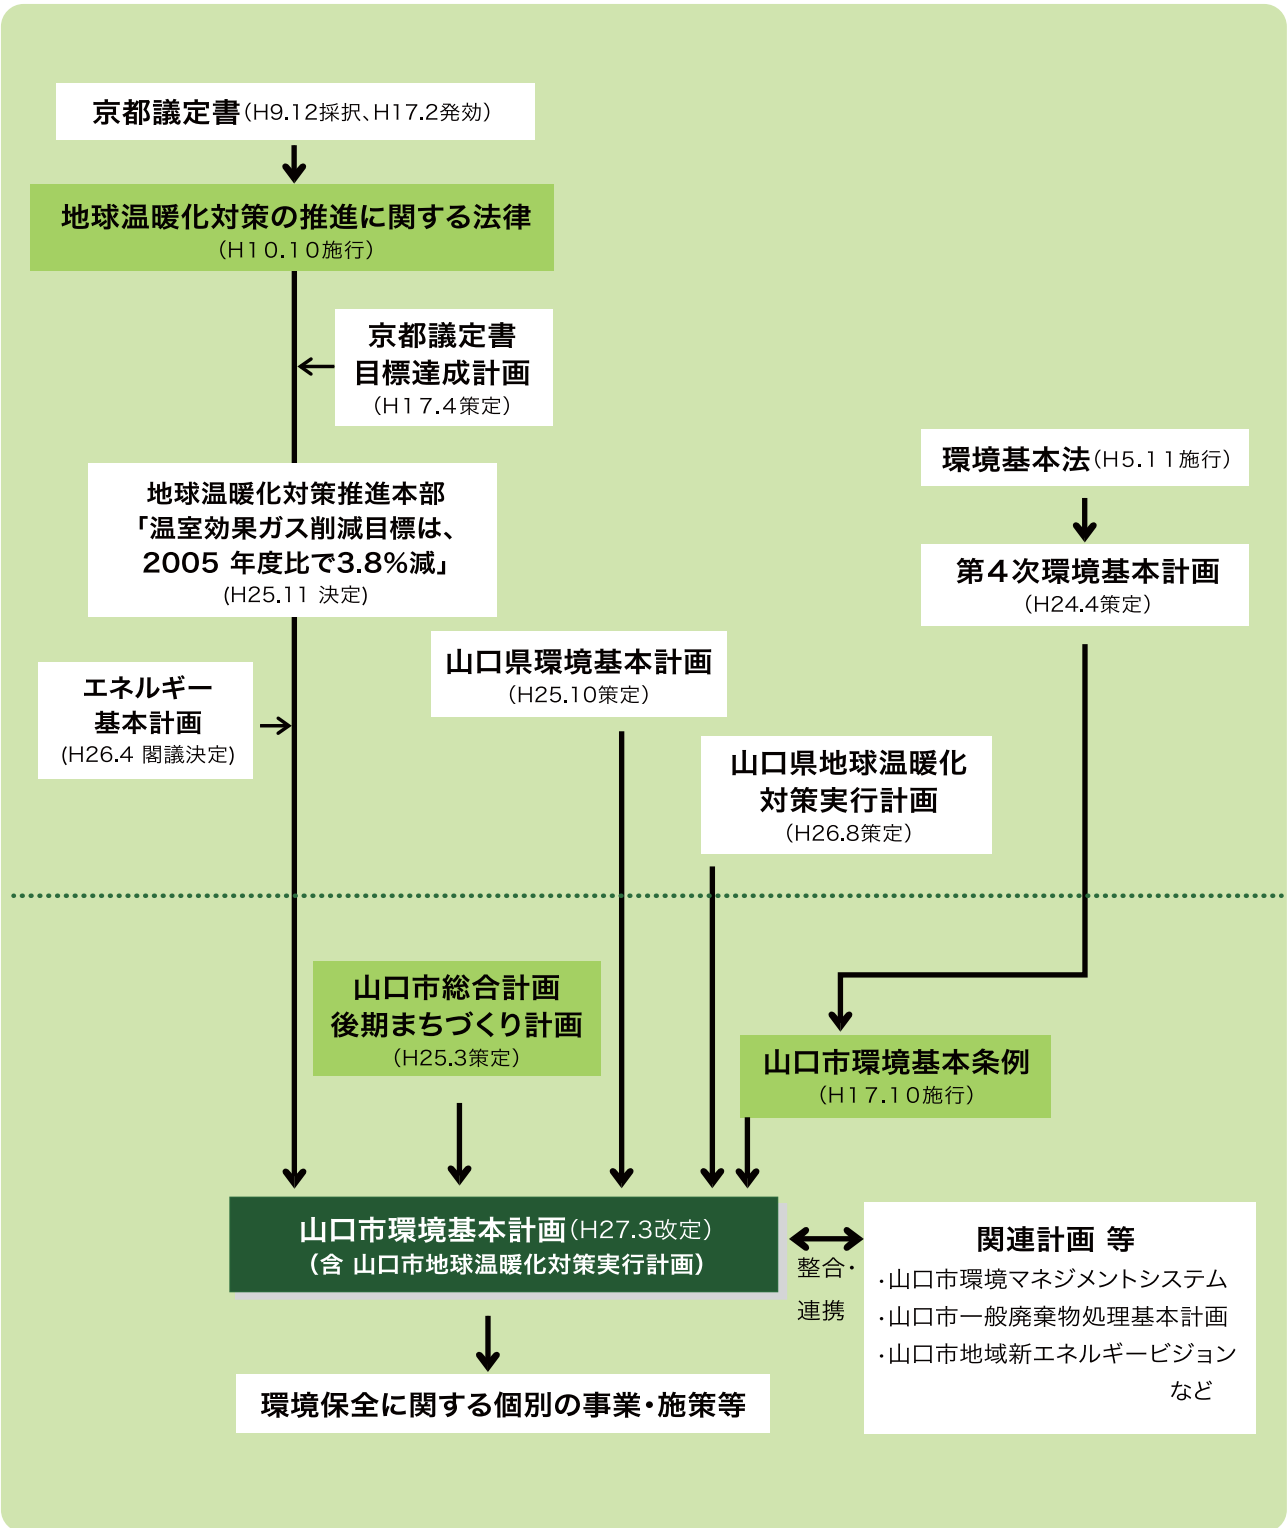 京都議定書(H9.12採択、H17.2発効)
地球温暖化対策の推進に関する法律
(H10.10施行)
京都議定書
目標達成計画
(H17.4策定)
環境基本法(H5.11施行)
地球温暖化対策推進本部
「温室効果ガス削減目標は、
2005 年度比で3.8%減」
(H25.11 決定)
第4次環境基本計画
(H24.4策定)
山口県環境基本計画
(H25.10策定)
エネルギー
基本計画
(H26.4 閣議決定)
山口県地球温暖化
対策実行計画
(H26.8策定)
山口市総合計画
後期まちづくり計画
(H25.3策定)
山口市環境基本条例
(H17.10施行)
山口市環境基本計画(H27.3改定)
(含 山口市地球温暖化対策実行計画)
整合・
連携
関連計画 等
・山口市環境マネジメントシステム
・山口市一般廃棄物処理基本計画
・山口市地域新エネルギービジョン
など
環境保全に関する個別の事業・施策等